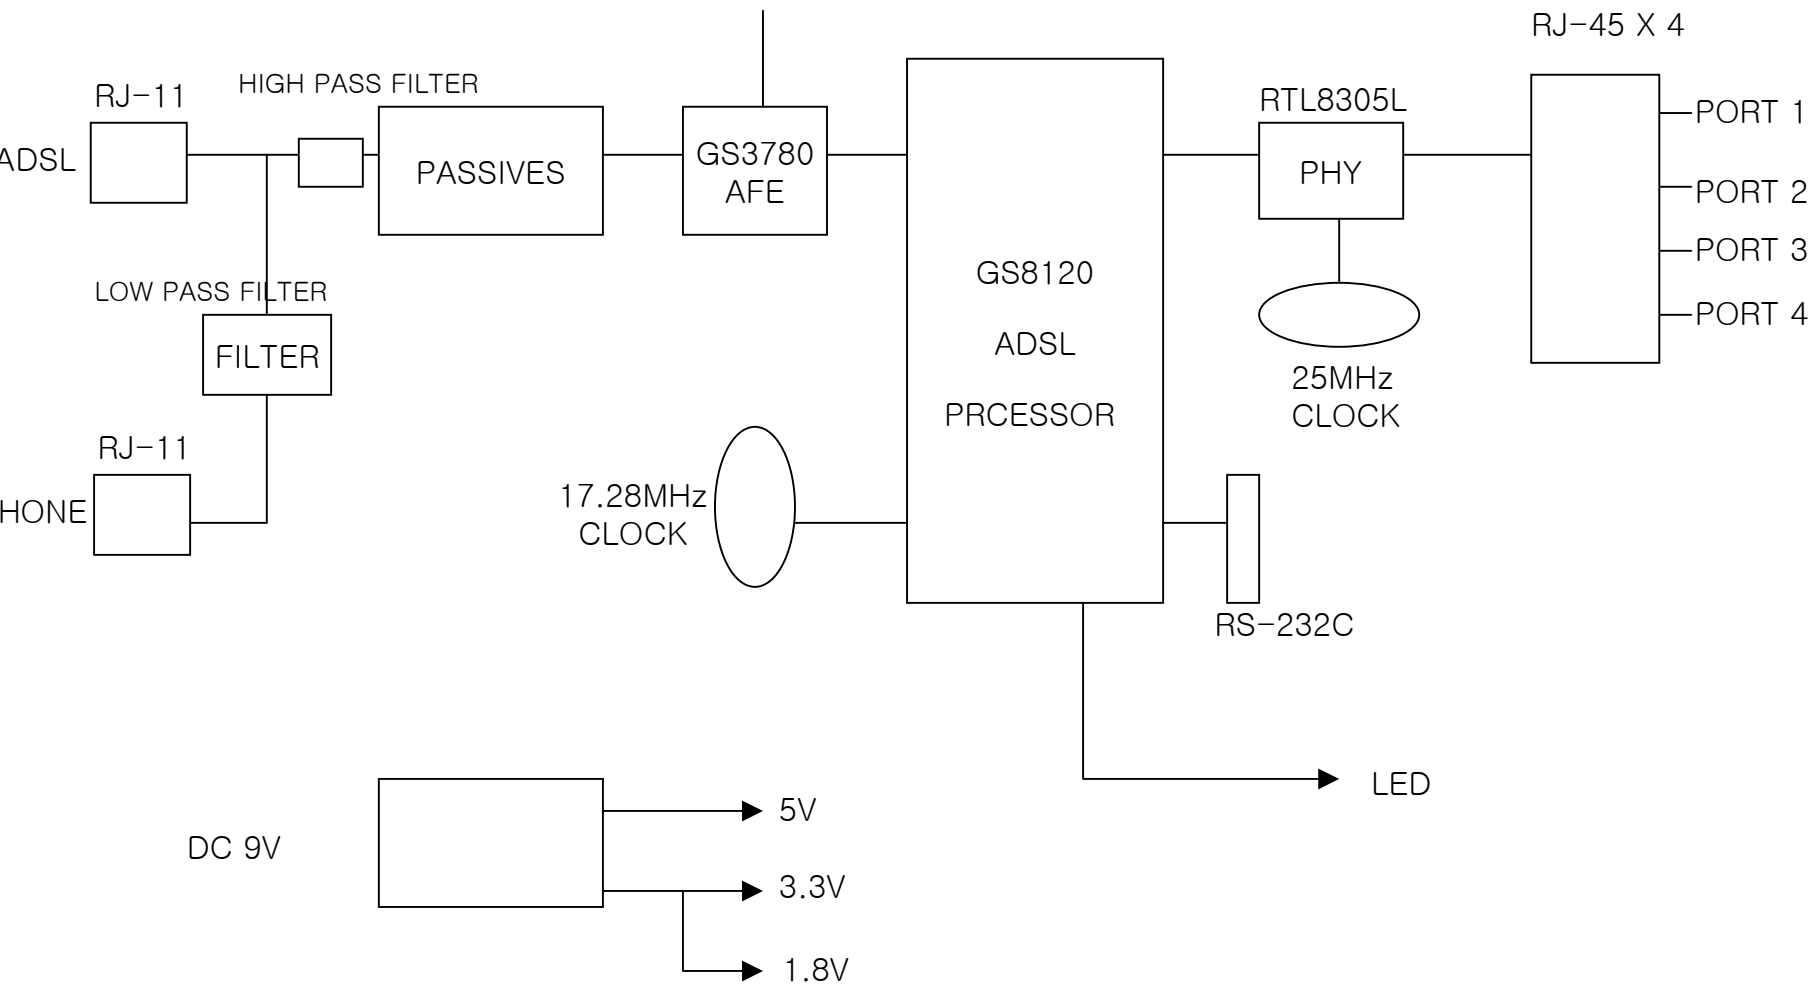 RJ-45 X 4
HIGH PASS FILTER
RJ-11
RTL8305L
PORT 1
ADSL
PASSIVES
GS3780
AFE
PHY
PORT 2
PORT 3
GS8120
ADSL
PRCESSOR
LOW PASS FILTER
PORT 4
FILTER
25MHz
CLOCK
RJ-11
HONE
17.28MHz
CLOCK
RS-232C
LED
DC 9V
5V
3.3V
1.8V